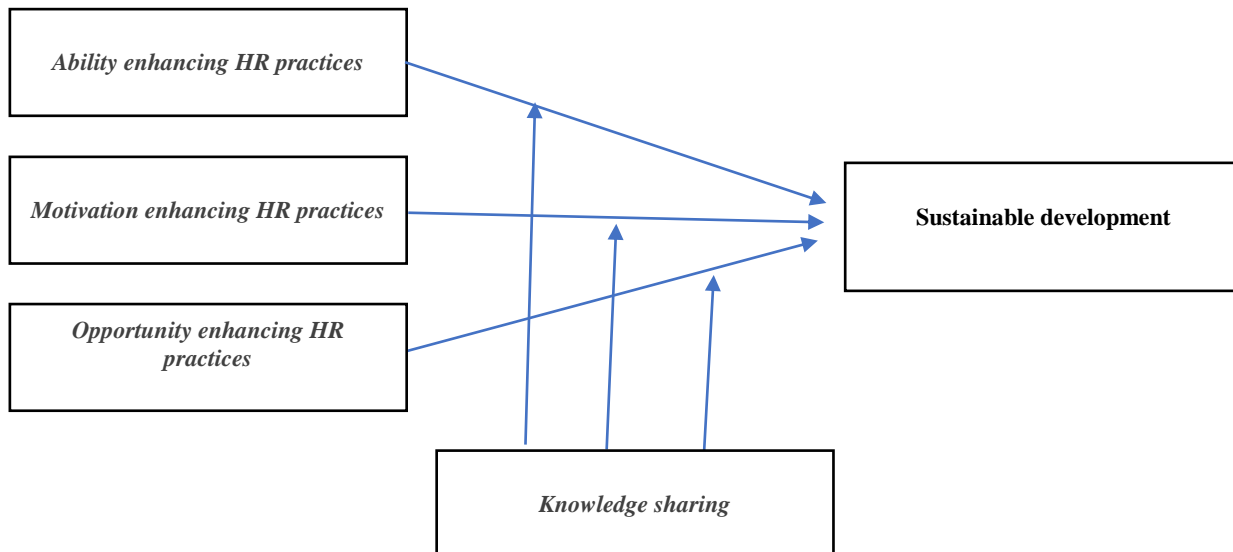 Ability enhancing HR practices
Motivation enhancing HR practices
Sustainable development
Opportunity enhancing HR
practices
Knowledge sharing